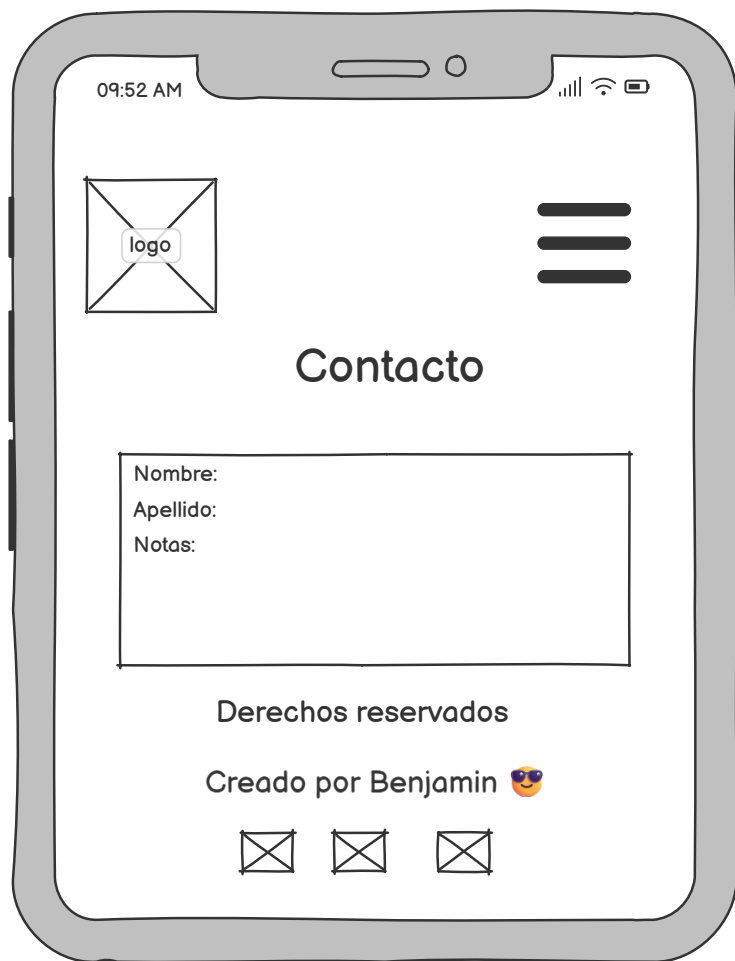 09:52 AM
logo
Contacto
Nombre:
Apellido:
Notas:
Derechos reservados
Creado por Benjamin 😎